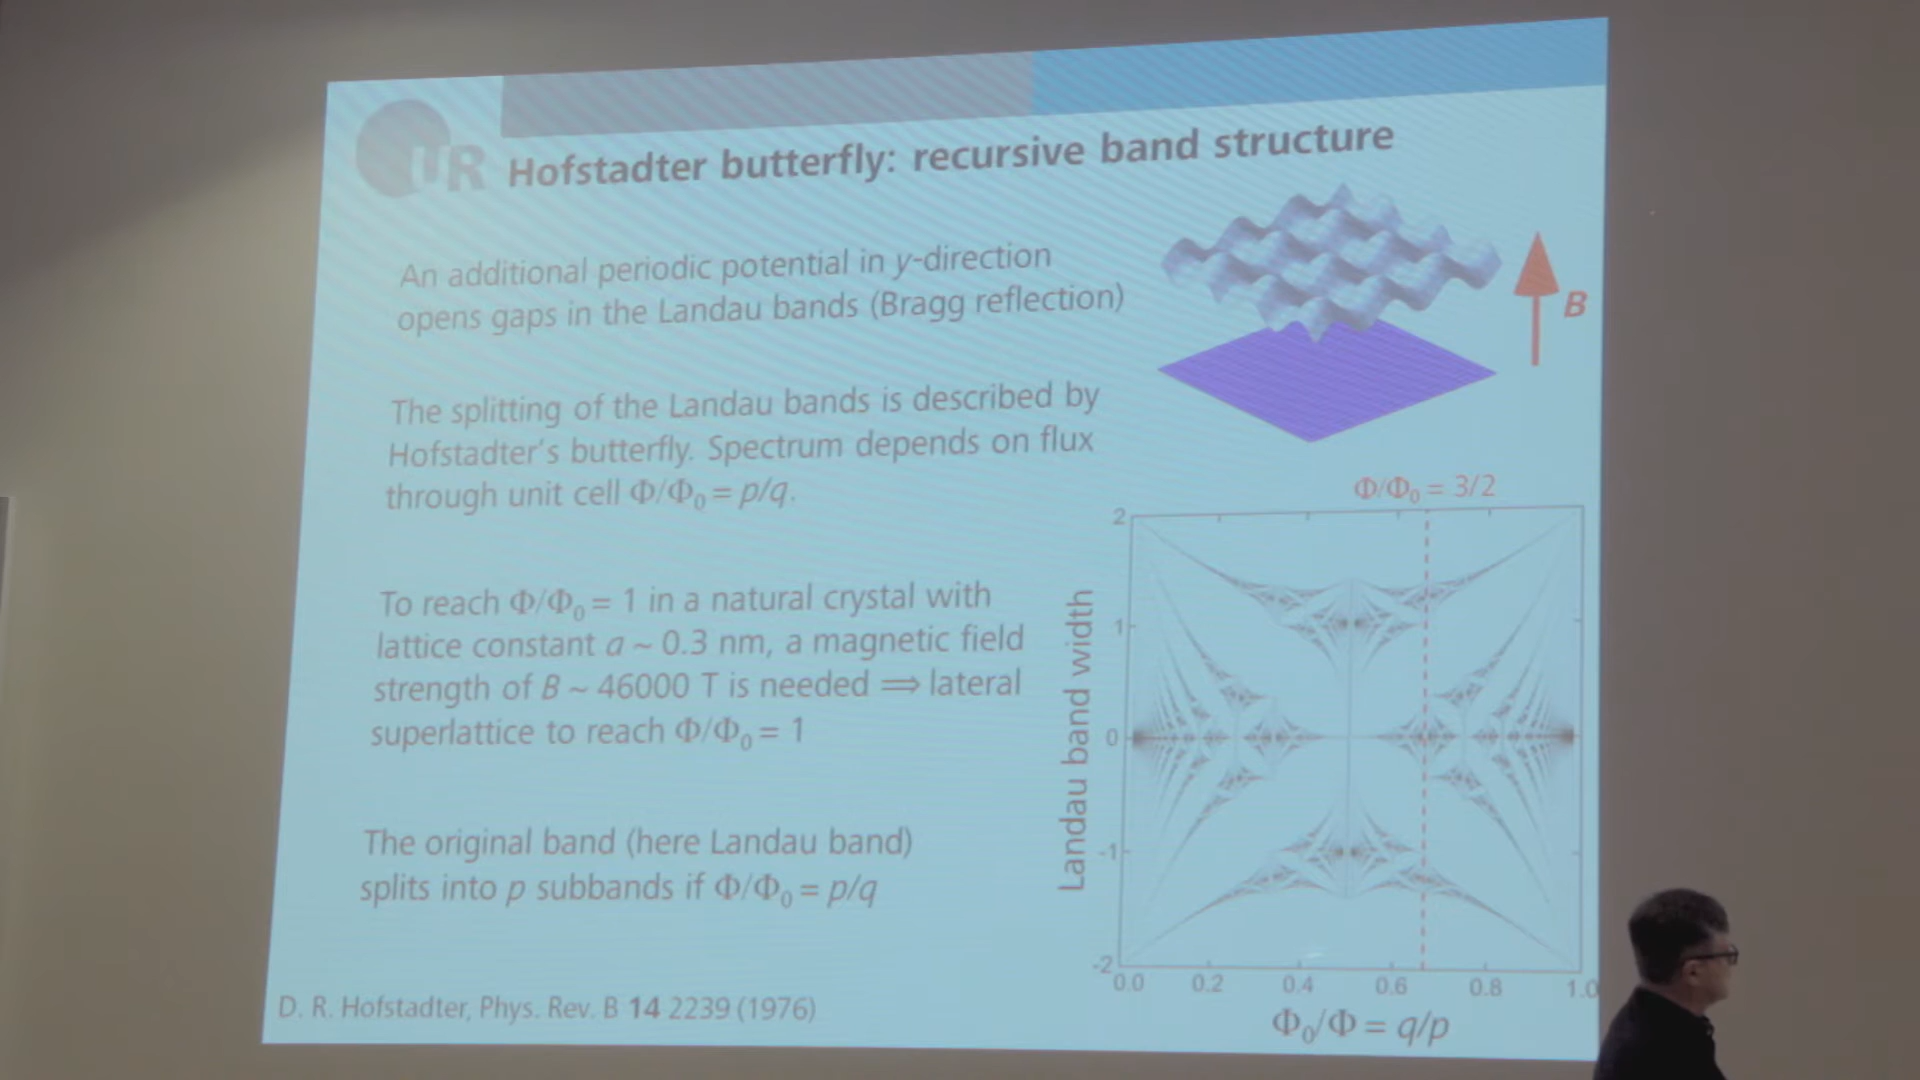 UR
Hofstadter butterfly: recursive band structure
An additional periodic potential in y-direction
opens gaps in the Landau bands (Bragg reflection)
B
The splitting of the Landau bands is described by
Hofstadter's butterfly. Spectrum depends on flux
through unit cell Φ/Φ₀ = p/q.
To reach Φ/Φ₀ = 1 in a natural crystal with
lattice constant a ~ 0.3 nm, a magnetic field
strength of B ~ 46000 T is needed ⟹ lateral
superlattice to reach Φ/Φ₀ = 1
The original band (here Landau band)
splits into p subbands if Φ/Φ₀ = p/q
D. R. Hofstadter, Phys. Rev. B 14 2239 (1976)
Φ/Φ₀ = 3/2
Landau band width
2
1
0
-1
-2
0.0 0.2 0.4 0.6 0.8 1.0
Φ₀/Φ = q/p